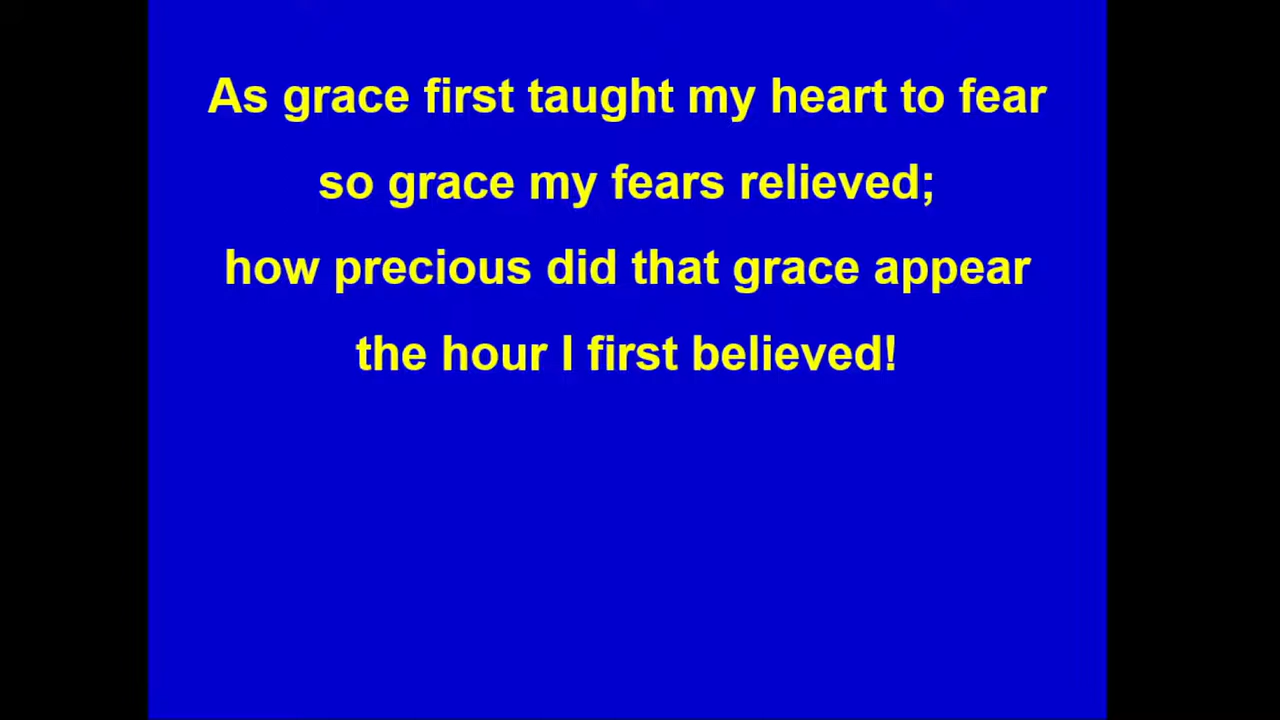 As grace first taught my heart to fear
so grace my fears relieved;
how precious did that grace appear
the hour I first believed!